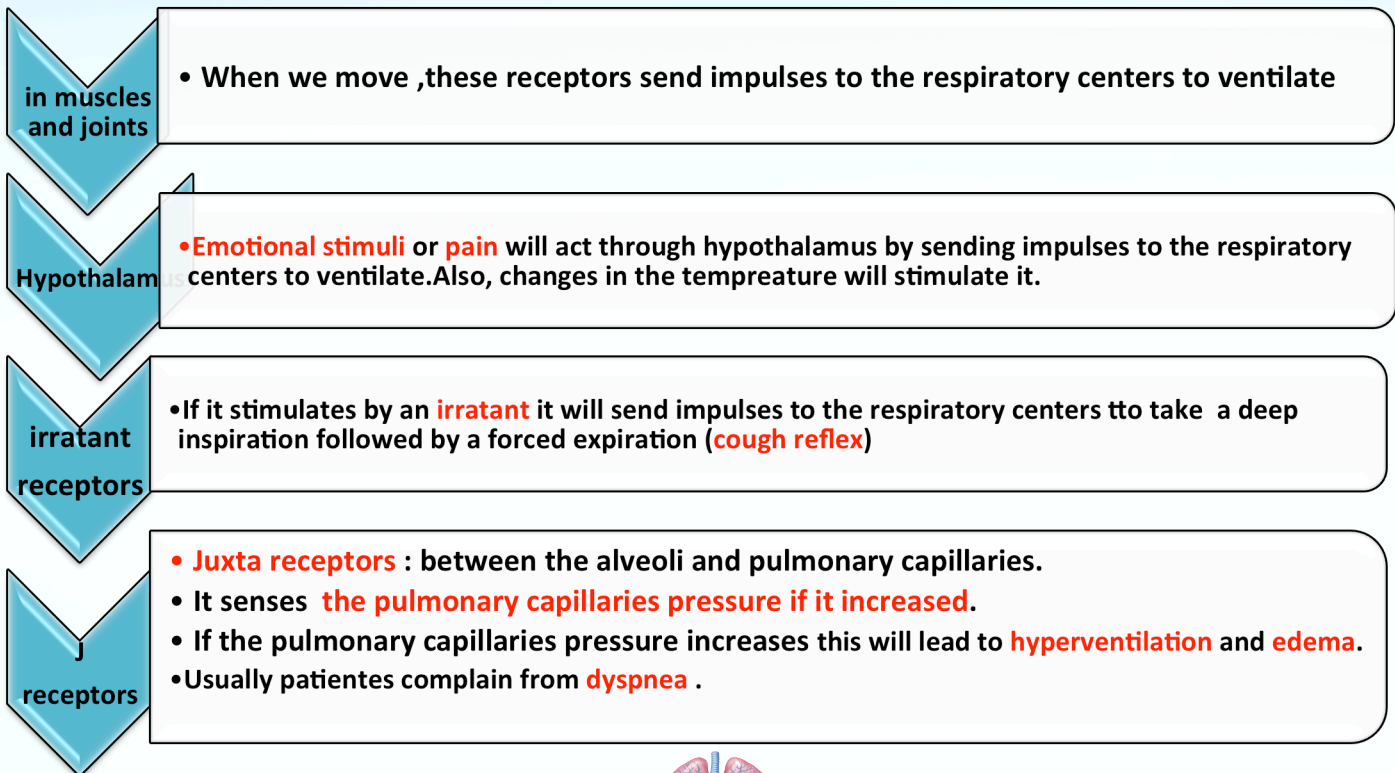 in muscles
and joints
• When we move ,these receptors send impulses to the respiratory centers to ventilate
Hypothalamus
•Emotional stimuli or pain will act through hypothalamus by sending impulses to the respiratory
centers to ventilate.Also, changes in the tempreature will stimulate it.
irratant
receptors
•If it stimulates by an irratant it will send impulses to the respiratory centers tto take a deep
inspiration followed by a forced expiration (cough reflex)
J
receptors
• Juxta receptors : between the alveoli and pulmonary capillaries.
• It senses the pulmonary capillaries pressure if it increased.
• If the pulmonary capillaries pressure increases this will lead to hyperventilation and edema.
•Usually patientes complain from dyspnea .